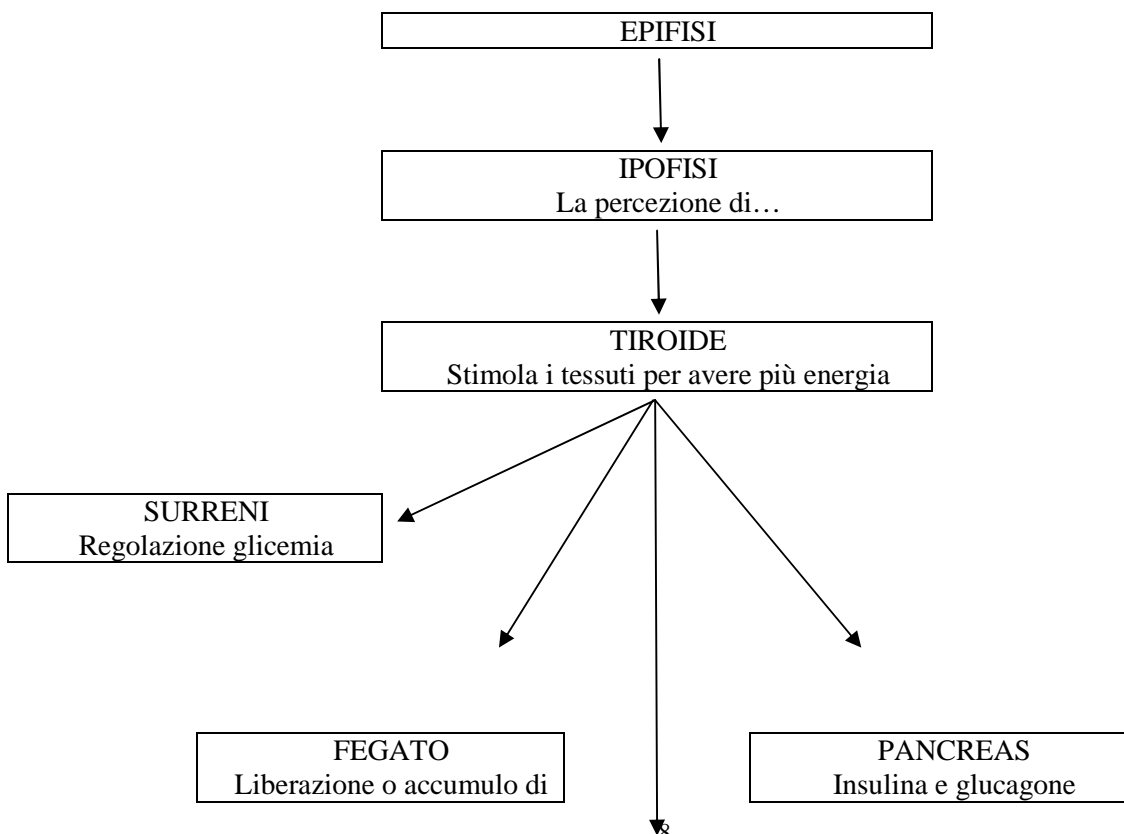 EPIFISI
IPOFISI
La percezione di…
TIROIDE
Stimola i tessuti per avere più energia
SURRENI
Regolazione glicemia
FEGATO
Liberazione o accumulo di
PANCREAS
Insulina e glucagone
8